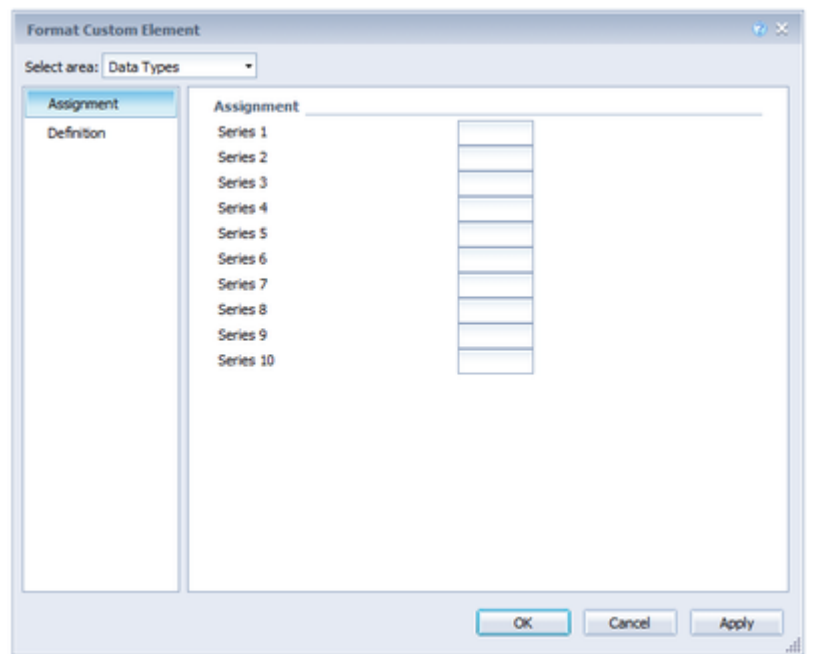 Format Custom Element
Select area: Data Types
Assignment
Definition
Assignment
Series 1
Series 2
Series 3
Series 4
Series 5
Series 6
Series 7
Series 8
Series 9
Series 10
OK Cancel Apply